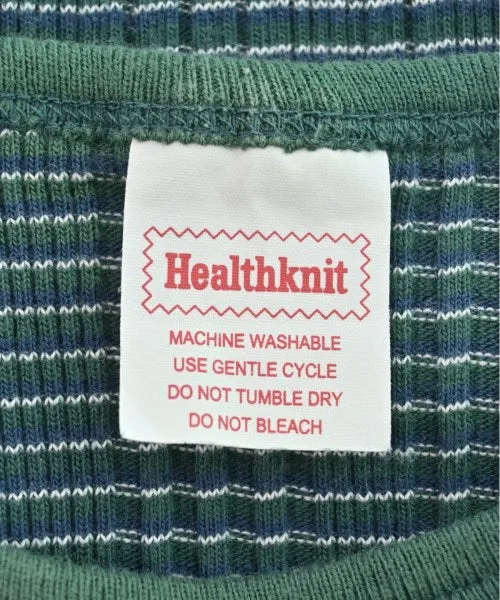 Healthknit
MACHiNE WASHABLE
USE GENTLE CYCLE
DO NOT TUMBLE DRY
DO NOT BLEACH